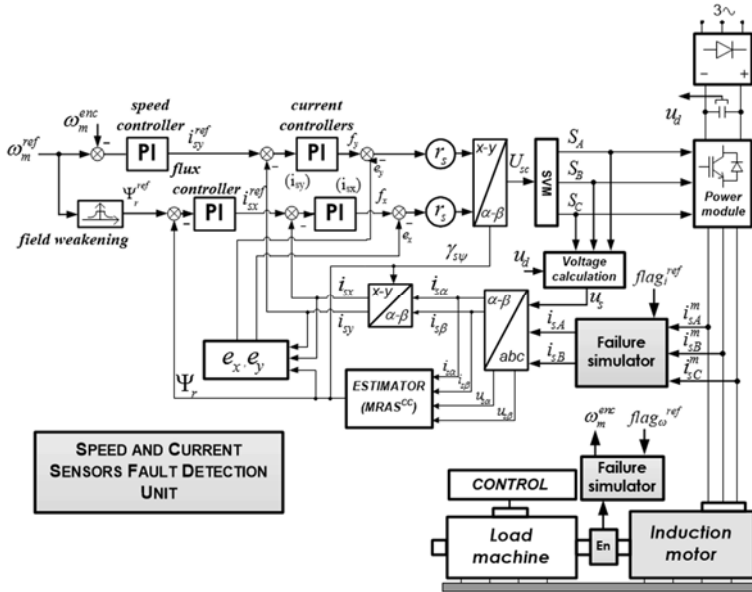 3∿
− +
u_d
speed controller
ω_m^enc
ω_m^ref
PI
i_sy^ref
current controllers
PI
(i_sy)
f_y
e_y
r_s
x-y
α-β
U_sc
SVM
S_A
S_B
S_C
Power module
flux controller
Ψ_r^ref
PI
i_sx^ref
PI
(i_sx)
f_x
e_x
r_s
field weakening
γ_sψ
u_d
Voltage calculation
u_s
flag_i^ref
i_sx
i_sy
x-y
α-β
i_sα
i_sβ
α-β
abc
i_sA
i_sB
Failure simulator
i_sA^m
i_sB^m
i_sC^m
e_x, e_y
Ψ_r
ESTIMATOR
(MRAS^CC)
i_sα
i_sβ
u_sα
u_sβ
ω_m^enc
flag_ω^ref
SPEED AND CURRENT
SENSORS FAULT DETECTION
UNIT
Failure simulator
CONTROL
Load machine
En
Induction motor